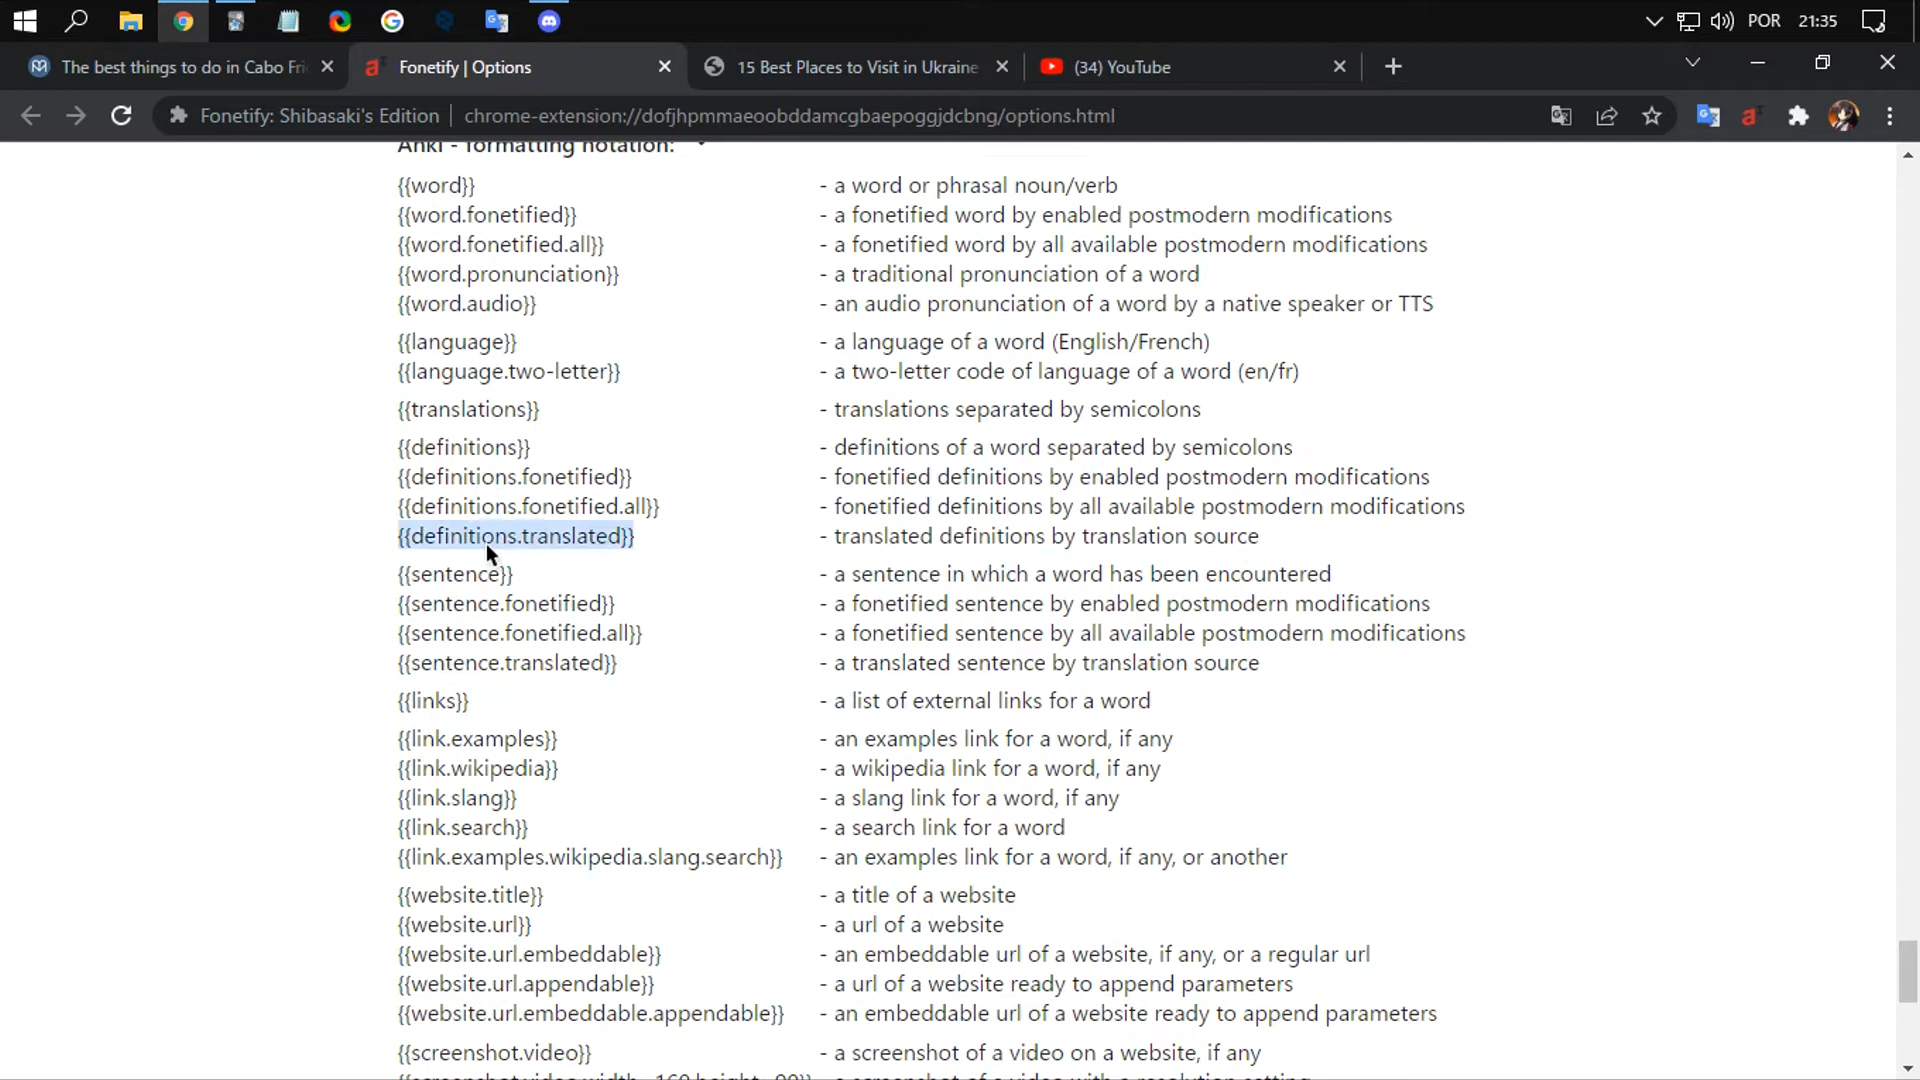 POR
21:35
The best things to do in Cabo Fri
Fonetify | Options
15 Best Places to Visit in Ukraine
(34) YouTube
Fonetify: Shibasaki's Edition
chrome-extension://dofjhpmmaeoobddamcgbaepoggjdcbng/options.html
Anki - formatting notation:
{{word}} - a word or phrasal noun/verb
{{word.fonetified}} - a fonetified word by enabled postmodern modifications
{{word.fonetified.all}} - a fonetified word by all available postmodern modifications
{{word.pronunciation}} - a traditional pronunciation of a word
{{word.audio}} - an audio pronunciation of a word by a native speaker or TTS
{{language}} - a language of a word (English/French)
{{language.two-letter}} - a two-letter code of language of a word (en/fr)
{{translations}} - translations separated by semicolons
{{definitions}} - definitions of a word separated by semicolons
{{definitions.fonetified}} - fonetified definitions by enabled postmodern modifications
{{definitions.fonetified.all}} - fonetified definitions by all available postmodern modifications
{{definitions.translated}} - translated definitions by translation source
{{sentence}} - a sentence in which a word has been encountered
{{sentence.fonetified}} - a fonetified sentence by enabled postmodern modifications
{{sentence.fonetified.all}} - a fonetified sentence by all available postmodern modifications
{{sentence.translated}} - a translated sentence by translation source
{{links}} - a list of external links for a word
{{link.examples}} - an examples link for a word, if any
{{link.wikipedia}} - a wikipedia link for a word, if any
{{link.slang}} - a slang link for a word, if any
{{link.search}} - a search link for a word
{{link.examples.wikipedia.slang.search}} - an examples link for a word, if any, or another
{{website.title}} - a title of a website
{{website.url}} - a url of a website
{{website.url.embeddable}} - an embeddable url of a website, if any, or a regular url
{{website.url.appendable}} - a url of a website ready to append parameters
{{website.url.embeddable.appendable}} - an embeddable url of a website ready to append parameters
{{screenshot.video}} - a screenshot of a video on a website, if any